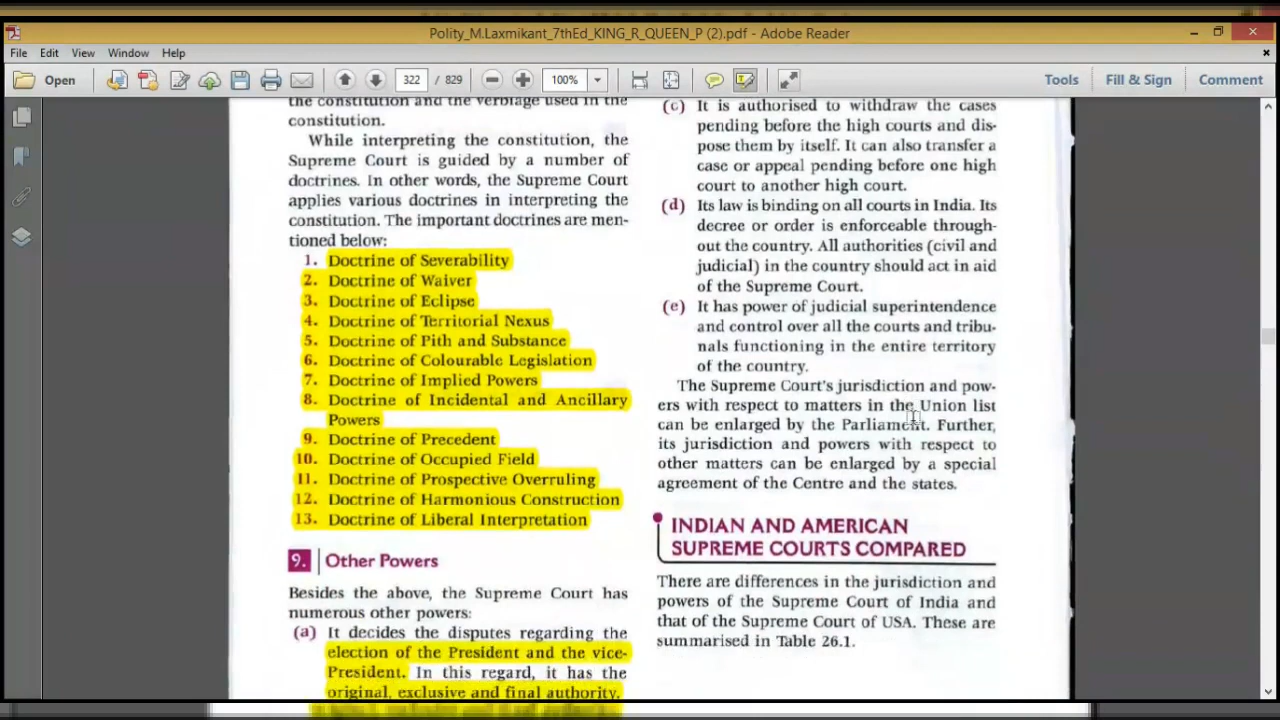 Polity_M.Laxmikant_7thEd_KING_R_QUEEN_P (2).pdf - Adobe Reader
File Edit View Window Help
Open 322 / 829 100% Tools Fill & Sign Comment
the constitution and the verbiage used in the
constitution.
While interpreting the constitution, the
Supreme Court is guided by a number of
doctrines. In other words, the Supreme Court
applies various doctrines in interpreting the
constitution. The important doctrines are men-
tioned below:
1. Doctrine of Severability
2. Doctrine of Waiver
3. Doctrine of Eclipse
4. Doctrine of Territorial Nexus
5. Doctrine of Pith and Substance
6. Doctrine of Colourable Legislation
7. Doctrine of Implied Powers
8. Doctrine of Incidental and Ancillary
Powers
9. Doctrine of Precedent
10. Doctrine of Occupied Field
11. Doctrine of Prospective Overruling
12. Doctrine of Harmonious Construction
13. Doctrine of Liberal Interpretation
9. Other Powers
Besides the above, the Supreme Court has
numerous other powers:
(a) It decides the disputes regarding the
election of the President and the vice-
President. In this regard, it has the
original, exclusive and final authority.
(c) It is authorised to withdraw the cases
pending before the high courts and dis-
pose them by itself. It can also transfer a
case or appeal pending before one high
court to another high court.
(d) Its law is binding on all courts in India. Its
decree or order is enforceable through-
out the country. All authorities (civil and
judicial) in the country should act in aid
of the Supreme Court.
(e) It has power of judicial superintendence
and control over all the courts and tribu-
nals functioning in the entire territory
of the country.
The Supreme Court's jurisdiction and pow-
ers with respect to matters in the Union list
can be enlarged by the Parliament. Further,
its jurisdiction and powers with respect to
other matters can be enlarged by a special
agreement of the Centre and the states.
INDIAN AND AMERICAN
SUPREME COURTS COMPARED
There are differences in the jurisdiction and
powers of the Supreme Court of India and
that of the Supreme Court of USA. These are
summarised in Table 26.1.